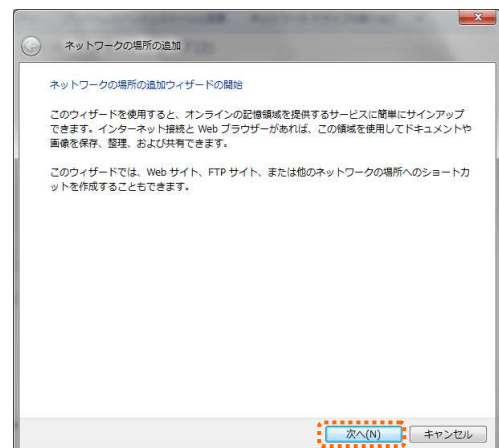 ネットワークの場所の追加
ネットワークの場所の追加ウィザードの開始
このウィザードを使用すると、オンラインの記憶領域を提供するサービスに簡単にサインアップ
できます。インターネット接続と Web ブラウザーがあれば、この領域を使用してドキュメントや
画像を保存、整理、および共有できます。
このウィザードでは、Web サイト、FTP サイト、または他のネットワークの場所へのショートカ
ットを作成することもできます。
次へ(N)
キャンセル